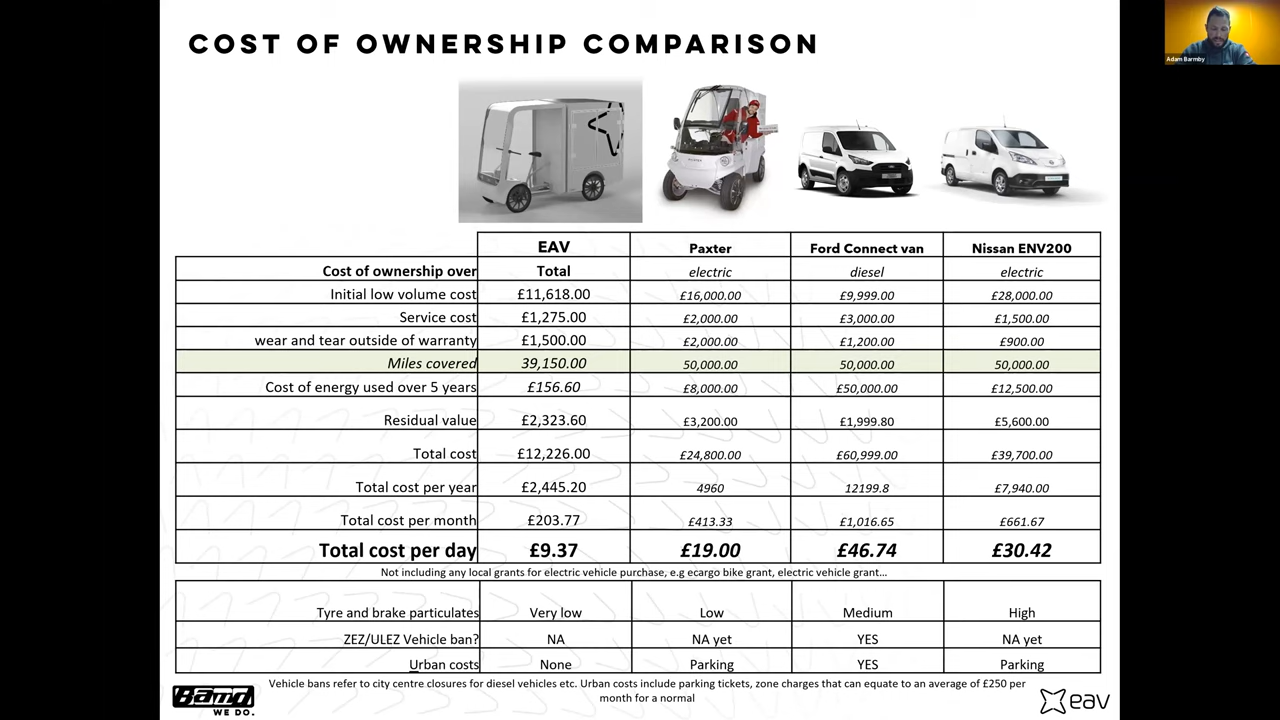 COST OF OWNERSHIP COMPARISON
Adam Barmby
EAV Paxter Ford Connect van Nissan ENV200
Cost of ownership over Total electric diesel electric
Initial low volume cost £11,618.00 £16,000.00 £9,999.00 £28,000.00
Service cost £1,275.00 £2,000.00 £3,000.00 £1,500.00
wear and tear outside of warranty £1,500.00 £2,000.00 £1,200.00 £900.00
Miles covered 39,150.00 50,000.00 50,000.00 50,000.00
Cost of energy used over 5 years £156.60 £8,000.00 £50,000.00 £12,500.00
Residual value £2,323.60 £3,200.00 £1,999.80 £5,600.00
Total cost £12,226.00 £24,800.00 £60,999.00 £39,700.00
Total cost per year £2,445.20 4960 12199.8 £7,940.00
Total cost per month £203.77 £413.33 £1,016.65 £661.67
Total cost per day £9.37 £19.00 £46.74 £30.42
Not including any local grants for electric vehicle purchase, e.g ecargo bike grant, electric vehicle grant...
Tyre and brake particulates Very low Low Medium High
ZEZ/ULEZ Vehicle ban? NA NA yet YES NA yet
Urban costs None Parking YES Parking
Vehicle bans refer to city centre closures for diesel vehicles etc. Urban costs include parking tickets, zone charges that can equate to an average of £250 per
month for a normal
Bamd
WE DO.
eav